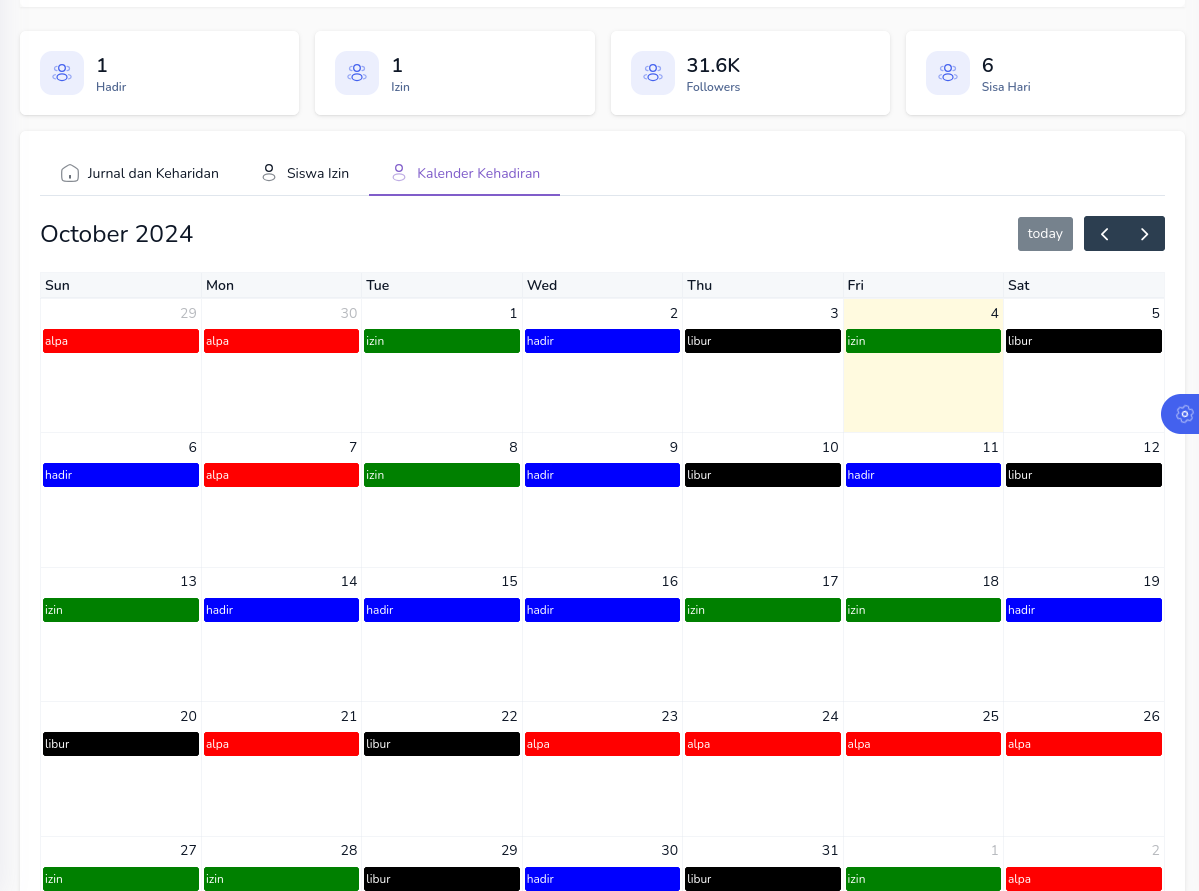 1
Hadir
1
Izin
31.6K
Followers
6
Sisa Hari
Jurnal dan Keharidan
Siswa Izin
Kalender Kehadiran
October 2024
today
Sun Mon Tue Wed Thu Fri Sat
29 30 1 2 3 4 5
alpa alpa izin hadir libur izin libur
6 7 8 9 10 11 12
hadir alpa izin hadir libur hadir libur
13 14 15 16 17 18 19
izin hadir hadir hadir izin izin hadir
20 21 22 23 24 25 26
libur alpa libur alpa alpa alpa alpa
27 28 29 30 31 1 2
izin izin libur hadir libur izin alpa